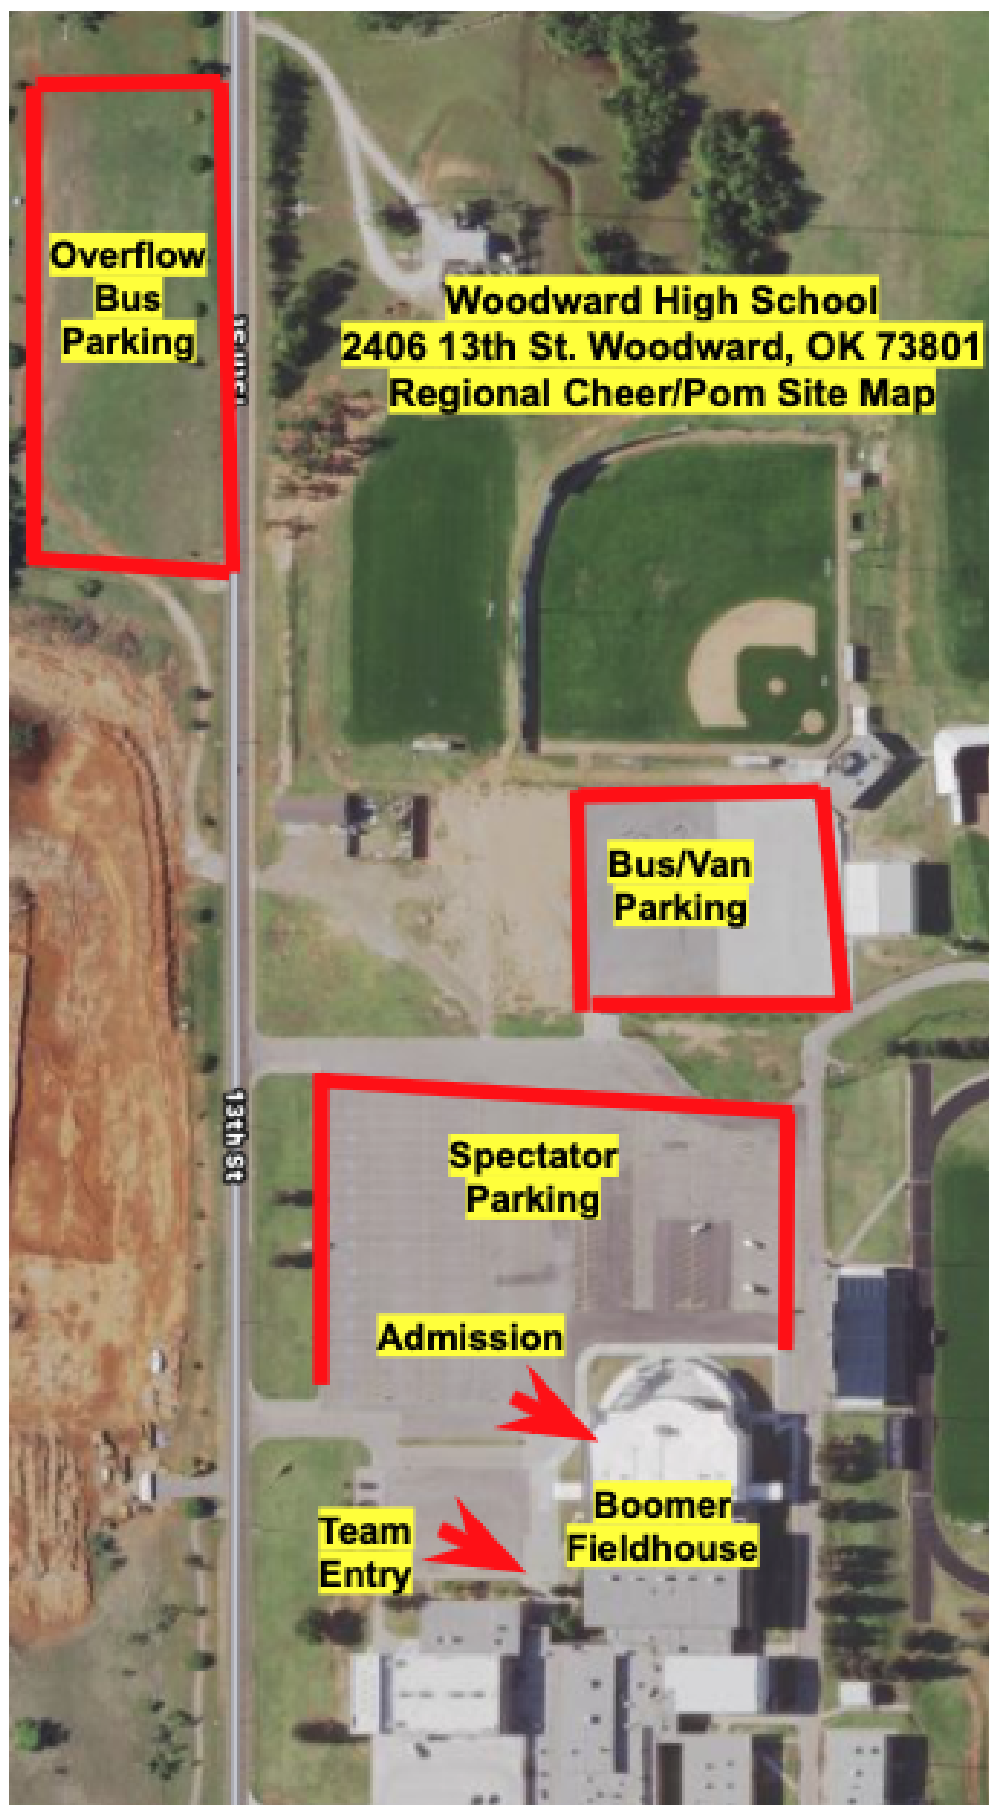 Overflow
Bus
Parking
Woodward High School
2406 13th St. Woodward, OK 73801
Regional Cheer/Pom Site Map
Bus/Van
Parking
13th St
Spectator
Parking
Admission
Team
Entry
Boomer
Fieldhouse